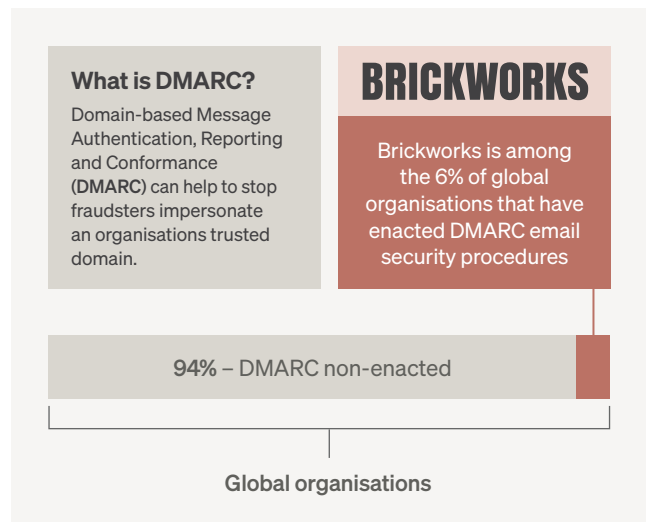 What is DMARC?
Domain-based Message
Authentication, Reporting
and Conformance
(DMARC) can help to stop
fraudsters impersonate
an organisations trusted
domain.
BRICKWORKS
Brickworks is among
the 6% of global
organisations that have
enacted DMARC email
security procedures
94% – DMARC non-enacted
Global organisations